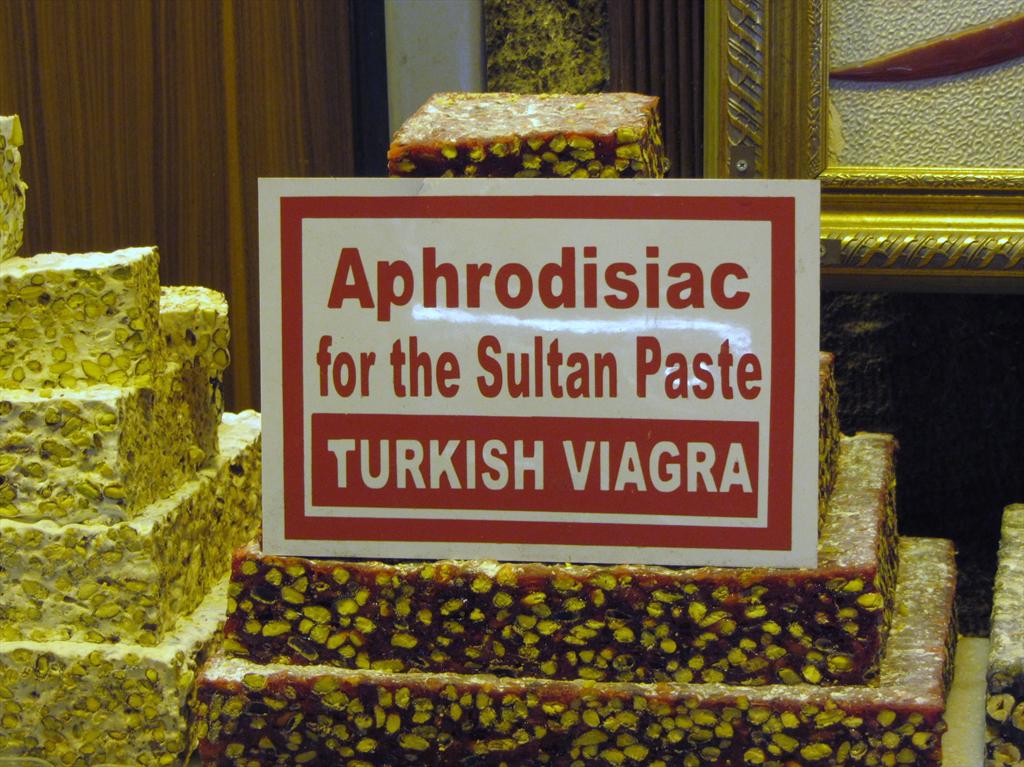 Aphrodisiac
for the Sultan Paste
TURKISH VIAGRA